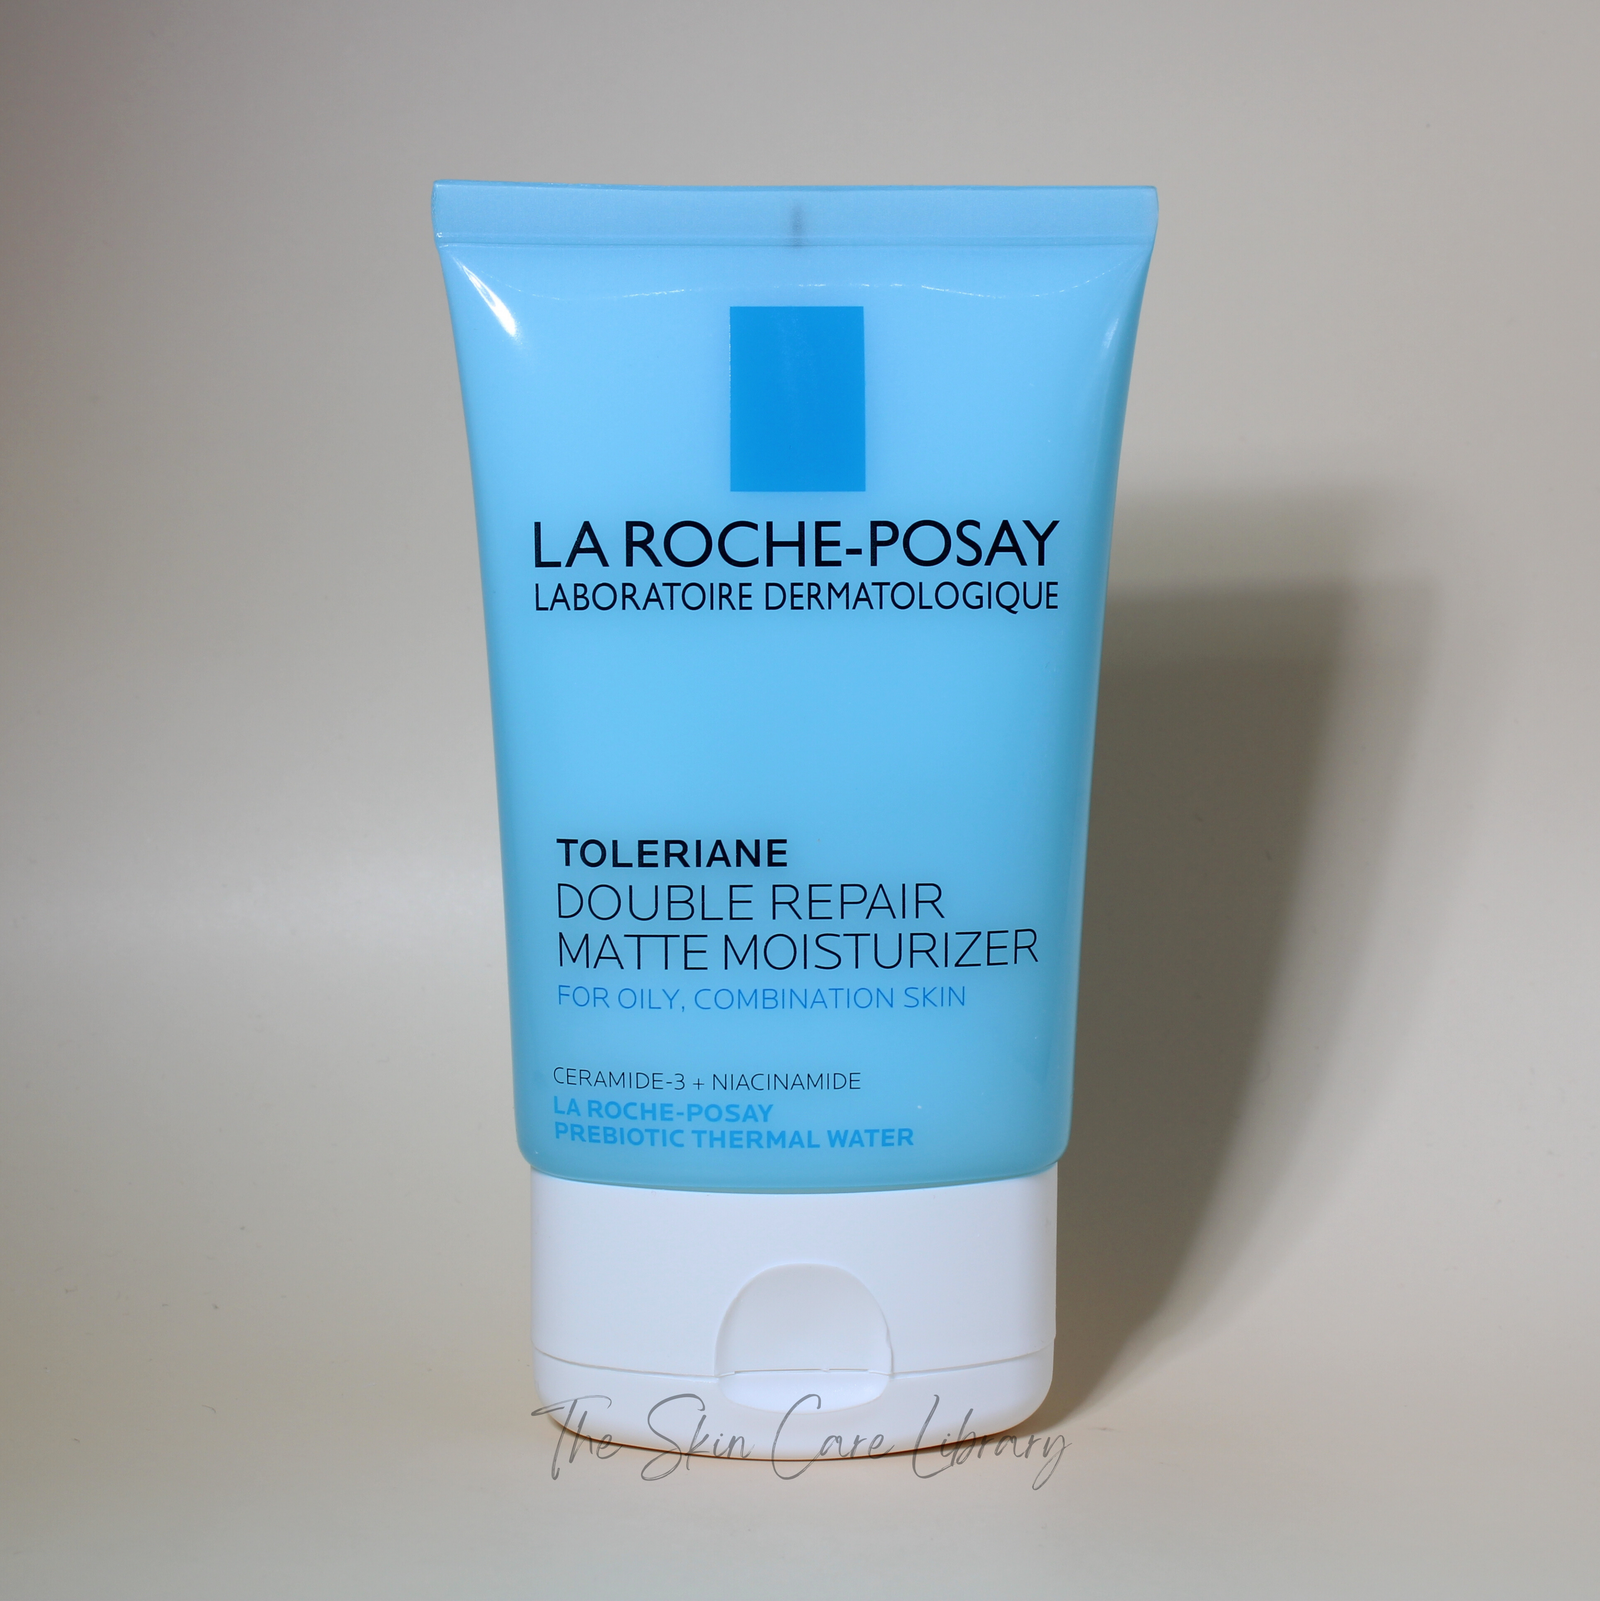 LA ROCHE-POSAY
LABORATOIRE DERMATOLOGIQUE
TOLERIANE
DOUBLE REPAIR
MATTE MOISTURIZER
FOR OILY, COMBINATION SKIN
CERAMIDE-3 + NIACINAMIDE
LA ROCHE-POSAY
PREBIOTIC THERMAL WATER
The Skin Care Library